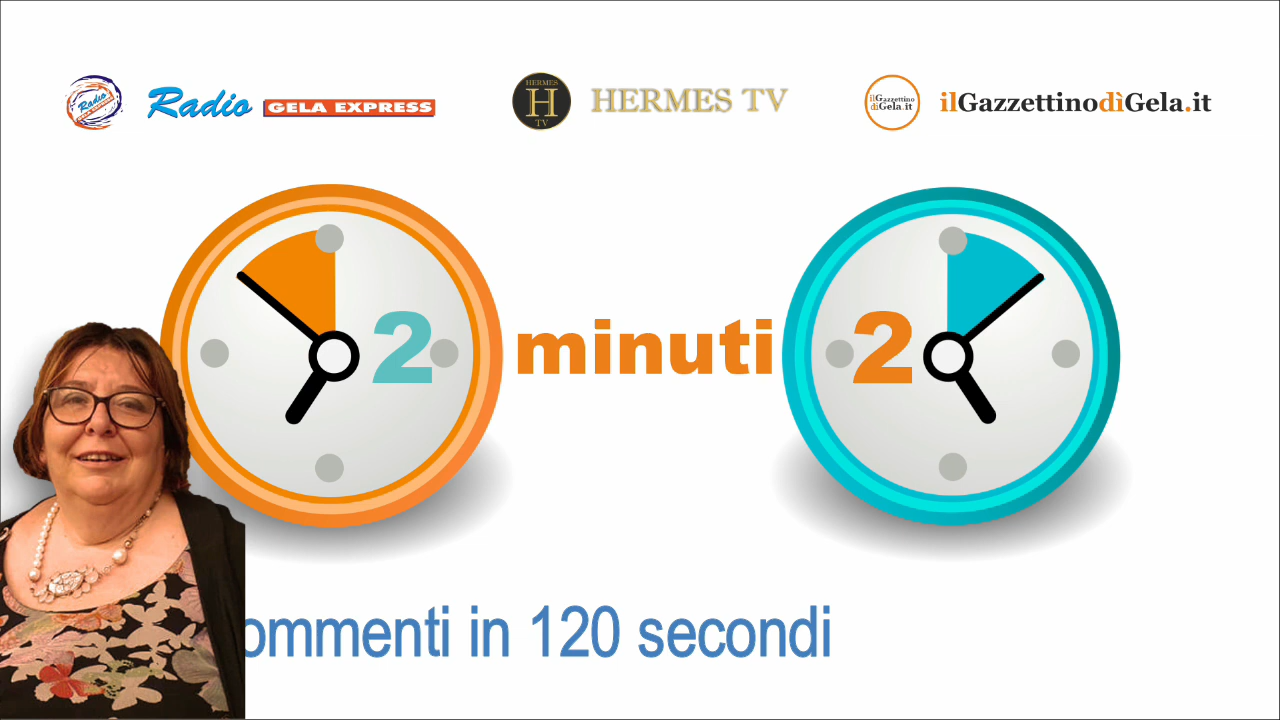 Radio
Radio GELA EXPRESS
HERMES
H
TV
HERMES TV
ilGazzettino
diGela.it
ilGazzettinodìGela.it
2 minuti 2
ommenti in 120 secondi